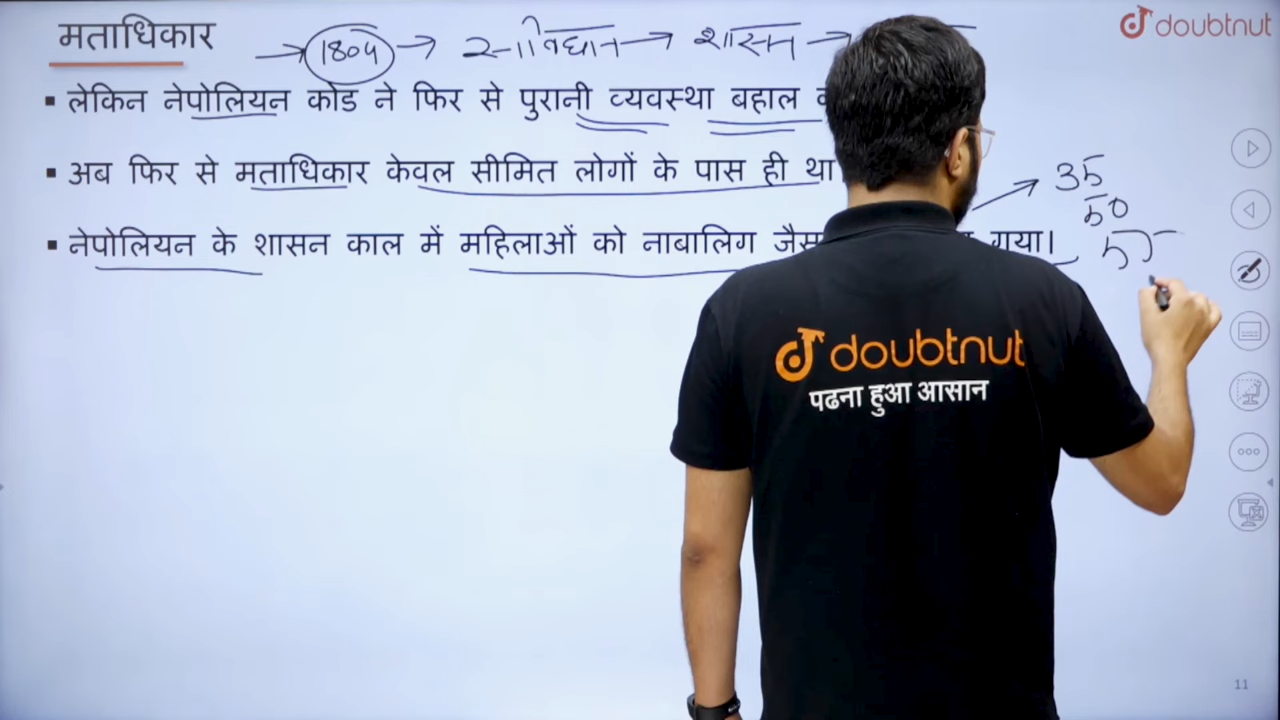 मताधिकार
→ 1804 → संविधान → शासन →
doubtnut
▪ लेकिन नेपोलियन कोड ने फिर से पुरानी व्यवस्था बहाल
▪ अब फिर से मताधिकार केवल सीमित लोगों के पास ही था
35
50
▪ नेपोलियन के शासन काल में महिलाओं को नाबालिग गया।
55
doubtnut
पढना हुआ आसान
11